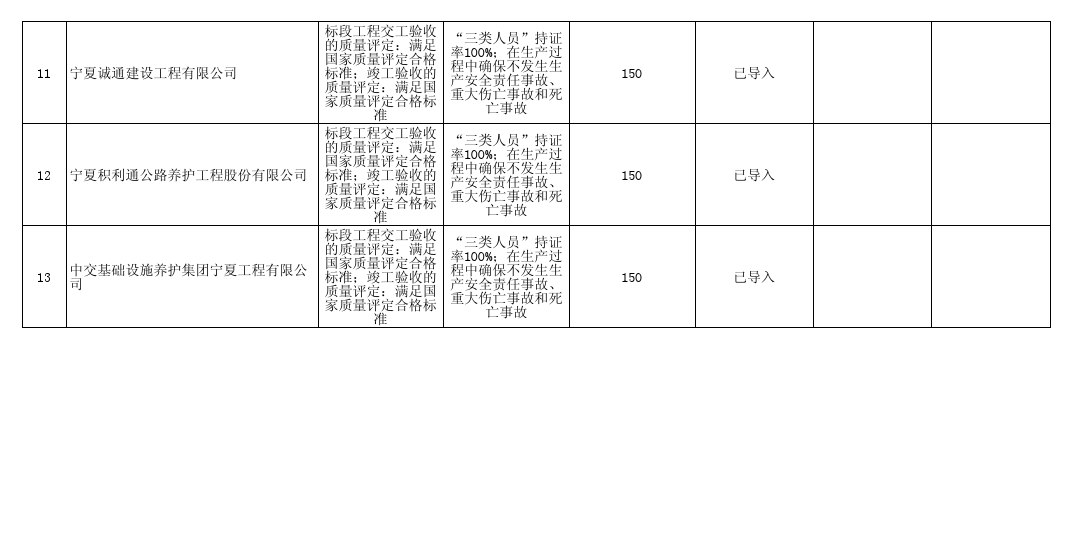 11
宁夏诚通建设工程有限公司
标段工程交工验收
的质量评定：满足
国家质量评定合格
标准；竣工验收的
质量评定：满足国
家质量评定合格标
准
“三类人员”持证
率100%；在生产过
程中确保不发生生
产安全责任事故、
重大伤亡事故和死
亡事故
150
已导入
12
宁夏积利通公路养护工程股份有限公司
标段工程交工验收
的质量评定：满足
国家质量评定合格
标准；竣工验收的
质量评定：满足国
家质量评定合格标
准
“三类人员”持证
率100%；在生产过
程中确保不发生生
产安全责任事故、
重大伤亡事故和死
亡事故
150
已导入
13
中交基础设施养护集团宁夏工程有限公
司
标段工程交工验收
的质量评定：满足
国家质量评定合格
标准；竣工验收的
质量评定：满足国
家质量评定合格标
准
“三类人员”持证
率100%；在生产过
程中确保不发生生
产安全责任事故、
重大伤亡事故和死
亡事故
150
已导入